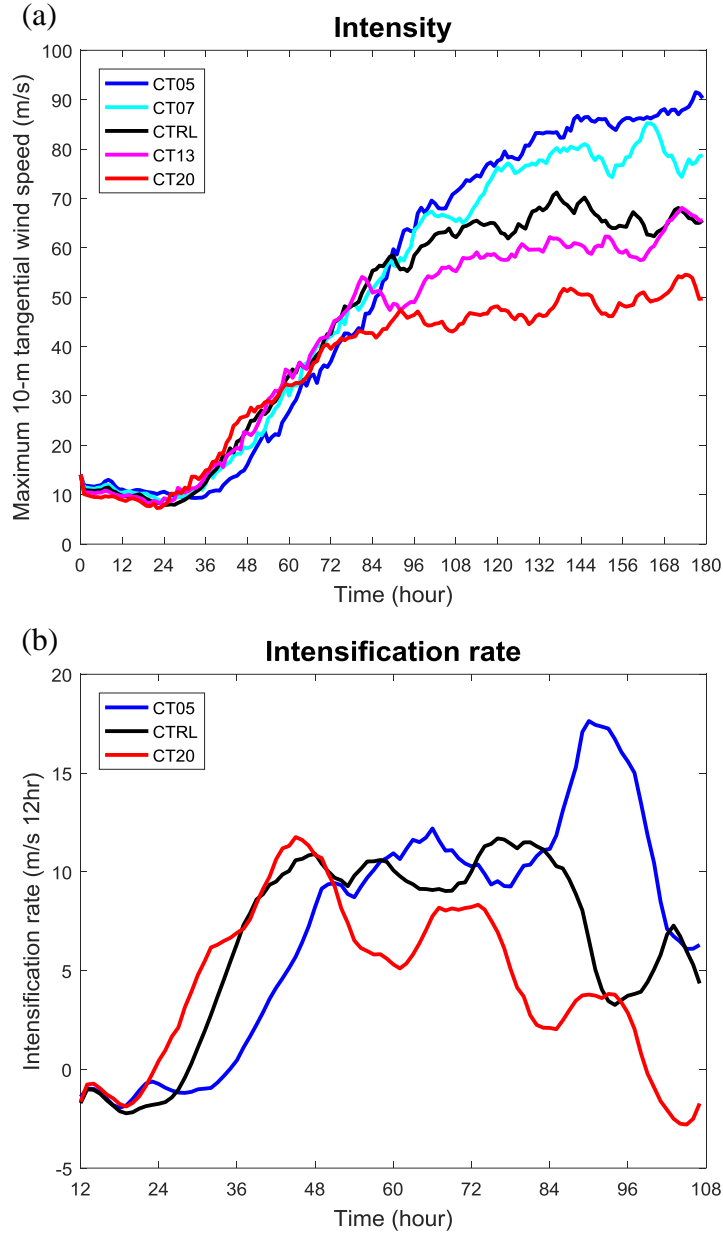 (a)
Intensity
Maximum 10-m tangential wind speed (m/s)
100
90
80
70
60
50
40
30
20
10
0
CT05
CT07
CTRL
CT13
CT20
0 12 24 36 48 60 72 84 96 108 120 132 144 156 168 180
Time (hour)
(b)
Intensification rate
Intensification rate (m/s 12hr)
20
15
10
5
0
-5
CT05
CTRL
CT20
12 24 36 48 60 72 84 96 108
Time (hour)